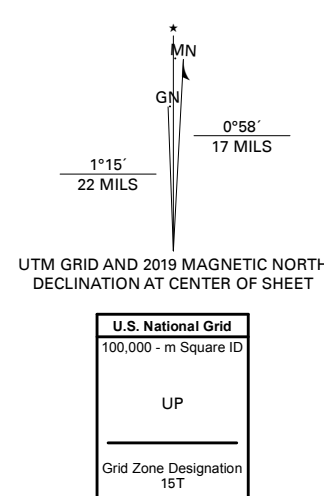 ★
MN
GN
0°58´
17 MILS
1°15´
22 MILS
UTM GRID AND 2019 MAGNETIC NORTH
DECLINATION AT CENTER OF SHEET
U.S. National Grid
100,000 - m Square ID
UP
Grid Zone Designation
15T